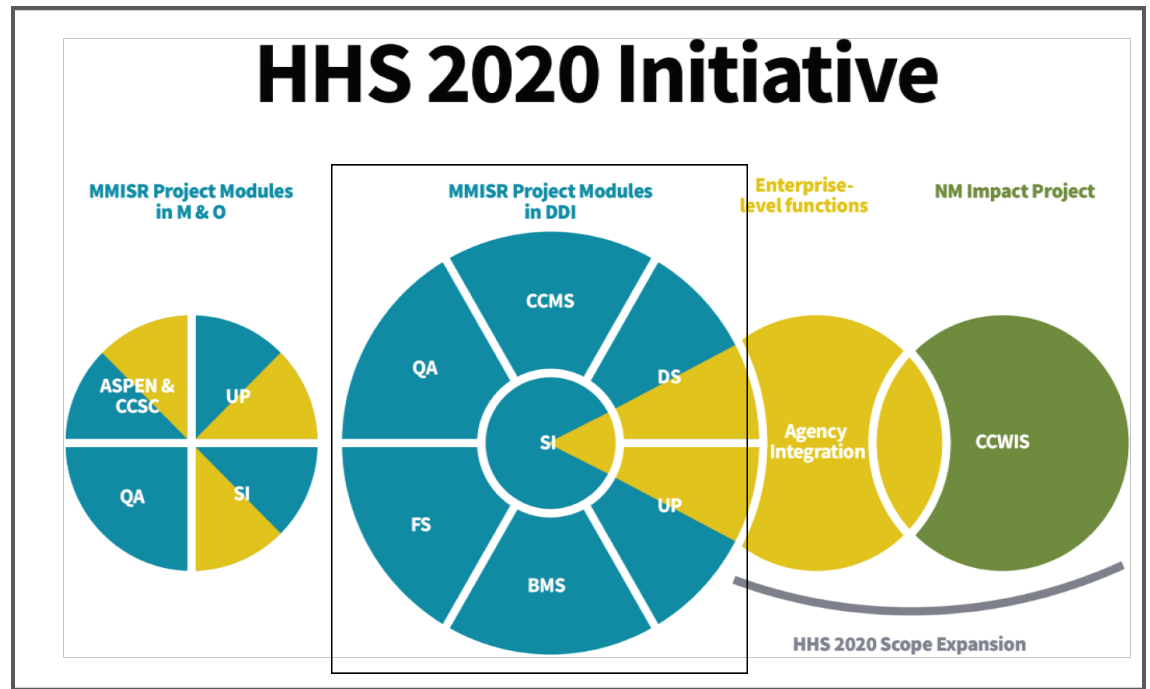 HHS 2020 Initiative
MMISR Project Modules
in M & O
MMISR Project Modules
in DDI
Enterprise-
level functions
NM Impact Project
ASPEN &
CCSC
UP
QA
SI
CCMS
QA
DS
SI
FS
UP
BMS
Agency
Integration
CCWIS
HHS 2020 Scope Expansion